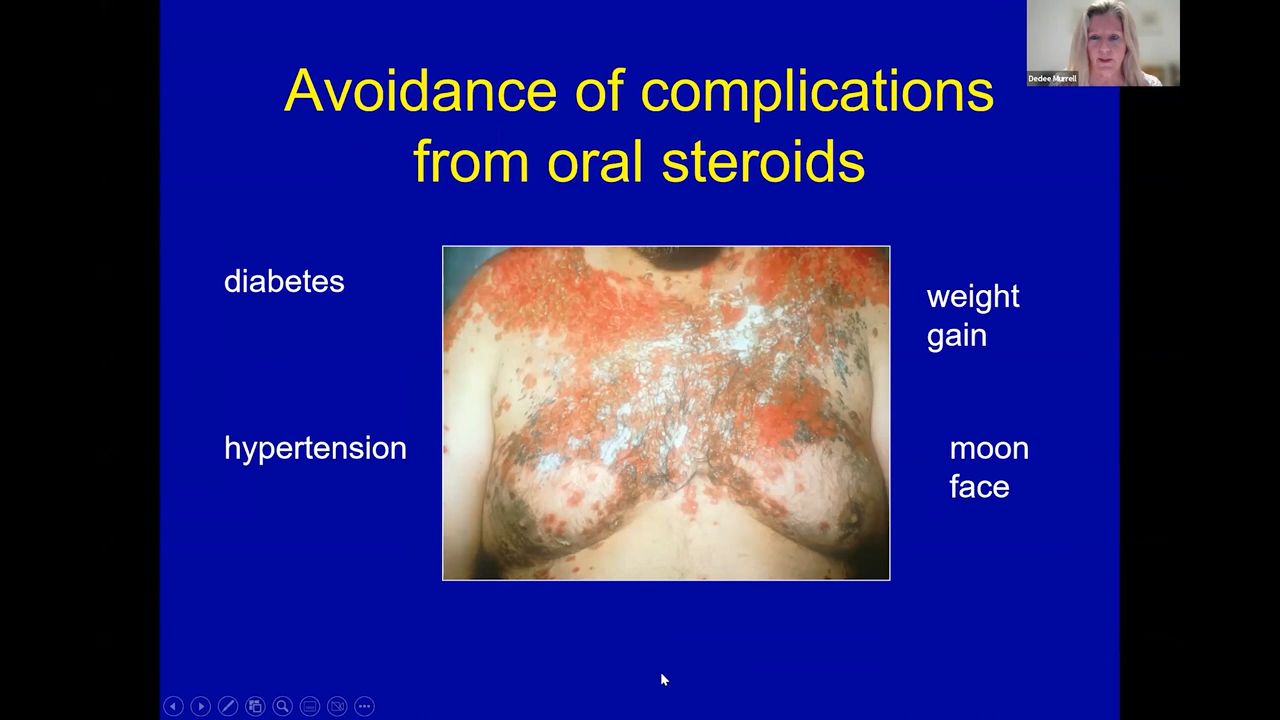 Avoidance of complications
from oral steroids
Dedee Murrell
diabetes
weight
gain
hypertension
moon
face